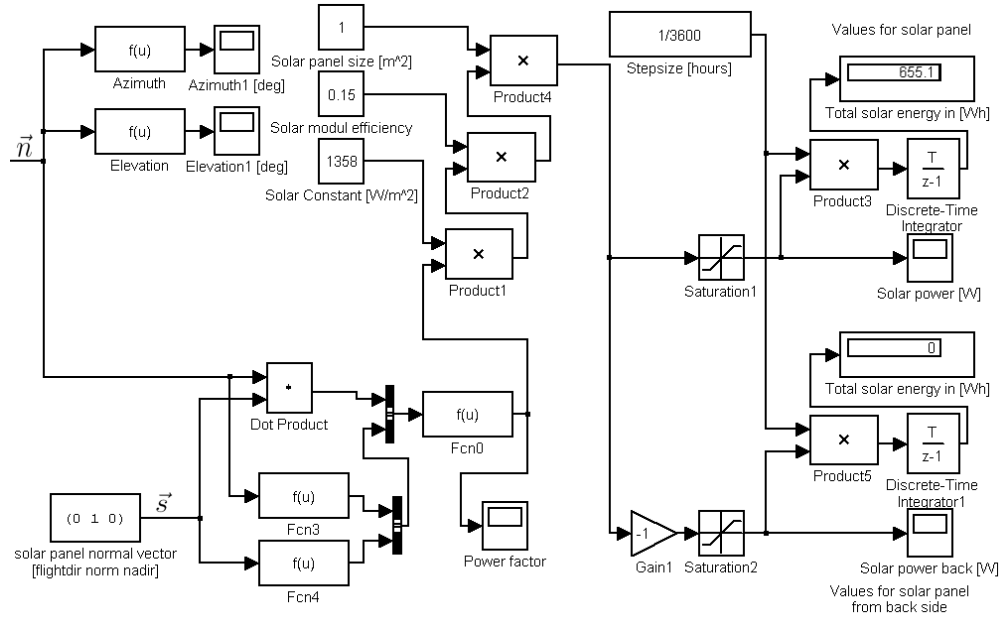 1
Solar panel size [m^2]
1/3600
Stepsize [hours]
Values for solar panel
f(u)
Azimuth
Azimuth1 [deg]
Product4
655.1
Total solar energy in [Wh]
0.15
Solar modul efficiency
f(u)
Elevation
Elevation1 [deg]
n
1358
Solar Constant [W/m^2]
Product2
Product3
T
z-1
Discrete-Time
Integrator
Product1
Saturation1
Solar power [W]
0
Total solar energy in [Wh]
Dot Product
f(u)
Fcn0
Product5
T
z-1
Discrete-Time
Integrator1
(0 1 0)
s
solar panel normal vector
[flightdir norm nadir)
f(u)
Fcn3
f(u)
Fcn4
Power factor
-1
Gain1
Saturation2
Solar power back [W]
Values for solar panel
from back side